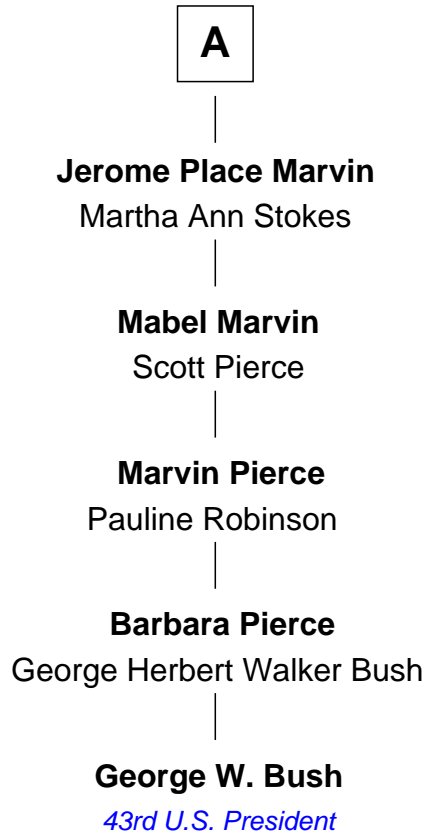 A
Jerome Place Marvin
Martha Ann Stokes
Mabel Marvin
Scott Pierce
Marvin Pierce
Pauline Robinson
Barbara Pierce
George Herbert Walker Bush
George W. Bush
43rd U.S. President